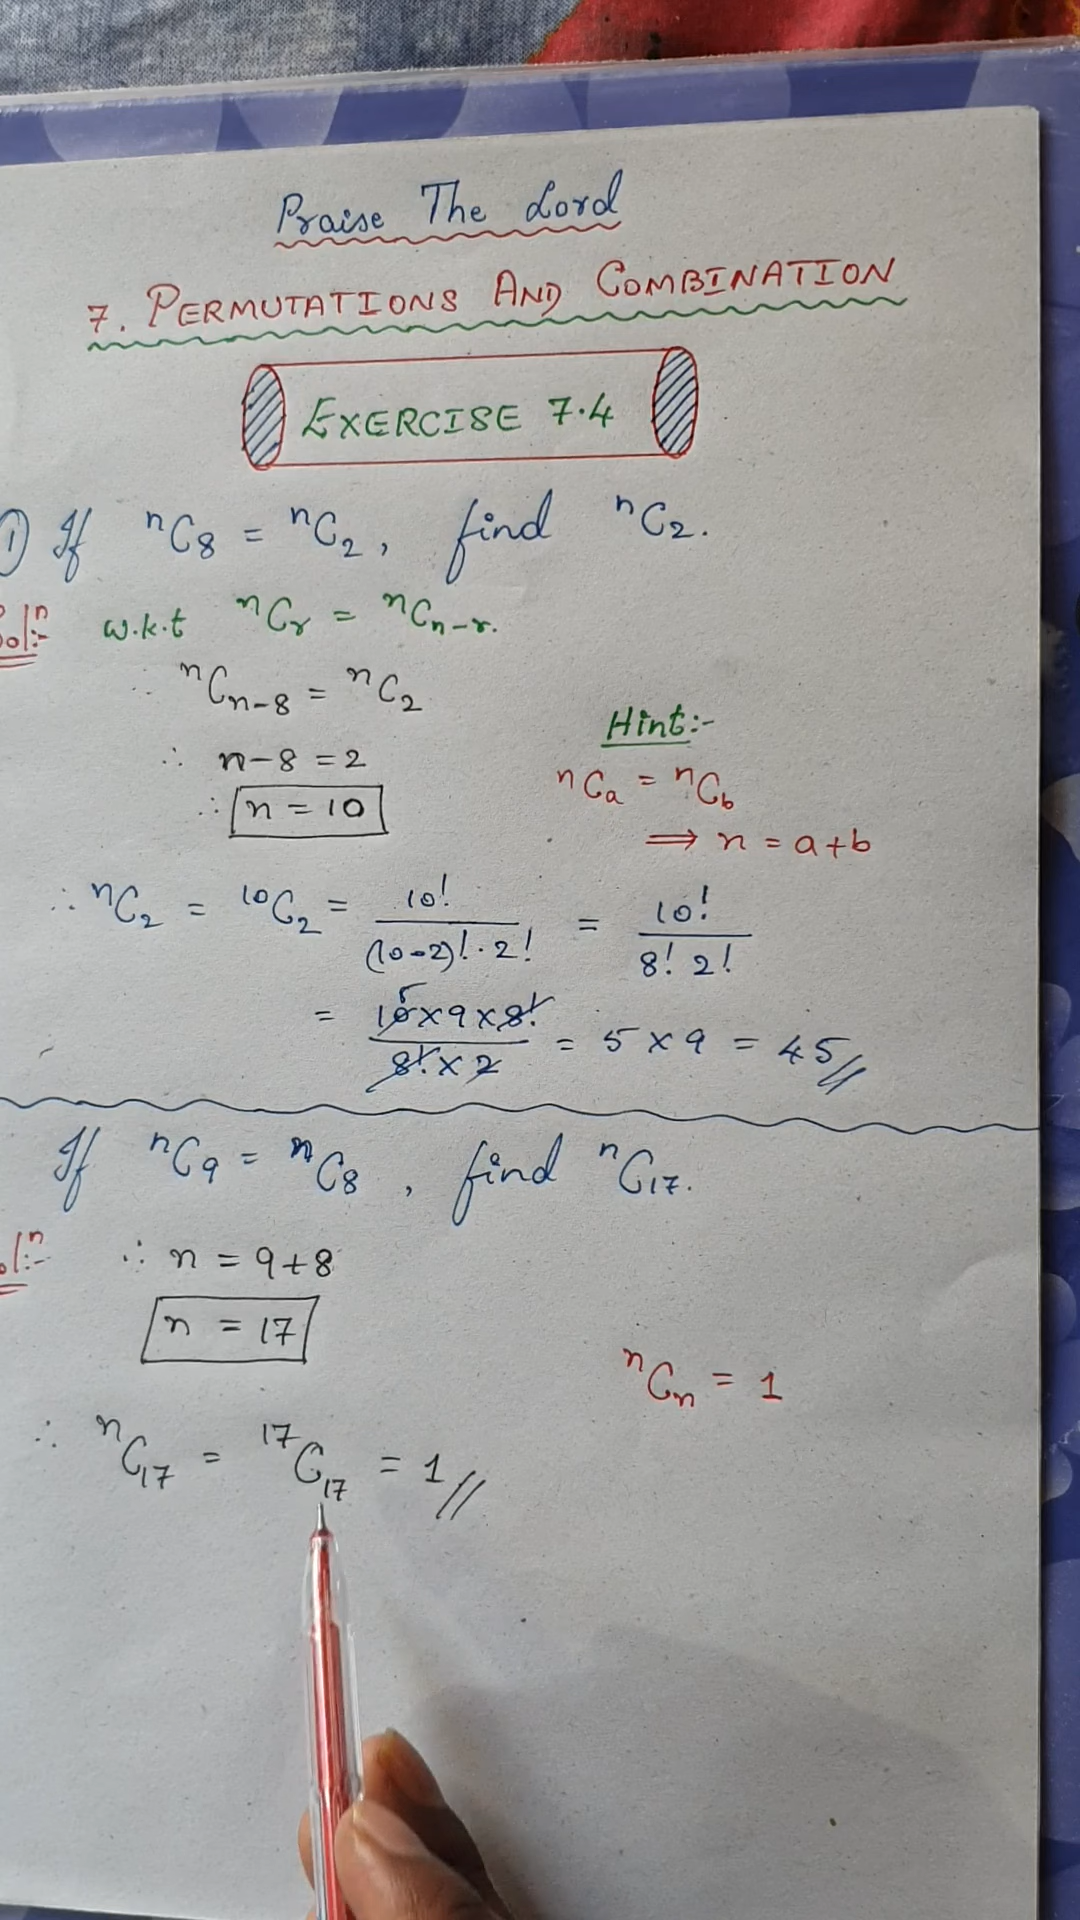 Praise The Lord
7. PERMUTATIONS AND COMBINATION
EXERCISE 7.4
1) If ⁿC₈ = ⁿC₂, find ⁿC₂.
w.k.t ⁿCᵣ = ⁿCₙ₋ᵣ.
∴ ⁿCₙ₋₈ = ⁿC₂
∴ n-8 = 2
∴ n = 10
Hint:-
ⁿCₐ = ⁿC_b
⟹ n = a+b
∴ ⁿC₂ = ¹⁰C₂ = 10! / (10-2)! · 2! = 10! / 8! 2!
= 10×9×8! / 8!×2 = 5×9 = 45//
If ⁿC₉ = ⁿC₈, find ⁿC₁₇.
∴ n = 9+8
n = 17
ⁿCₙ = 1
∴ ⁿC₁₇ = ¹⁷C₁₇ = 1//